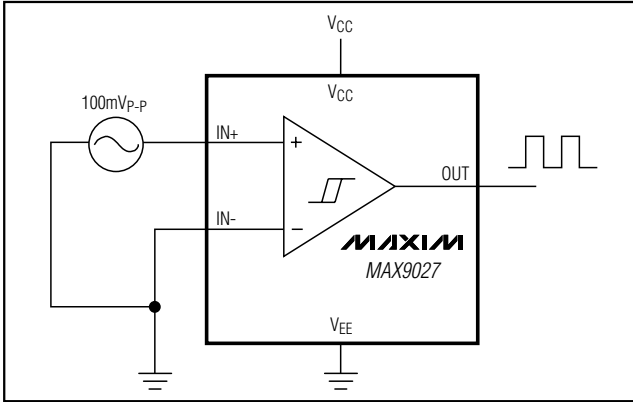 VCC
VCC
100mVP-P
IN+
+
OUT
IN-
−
MAXIM
MAX9027
VEE